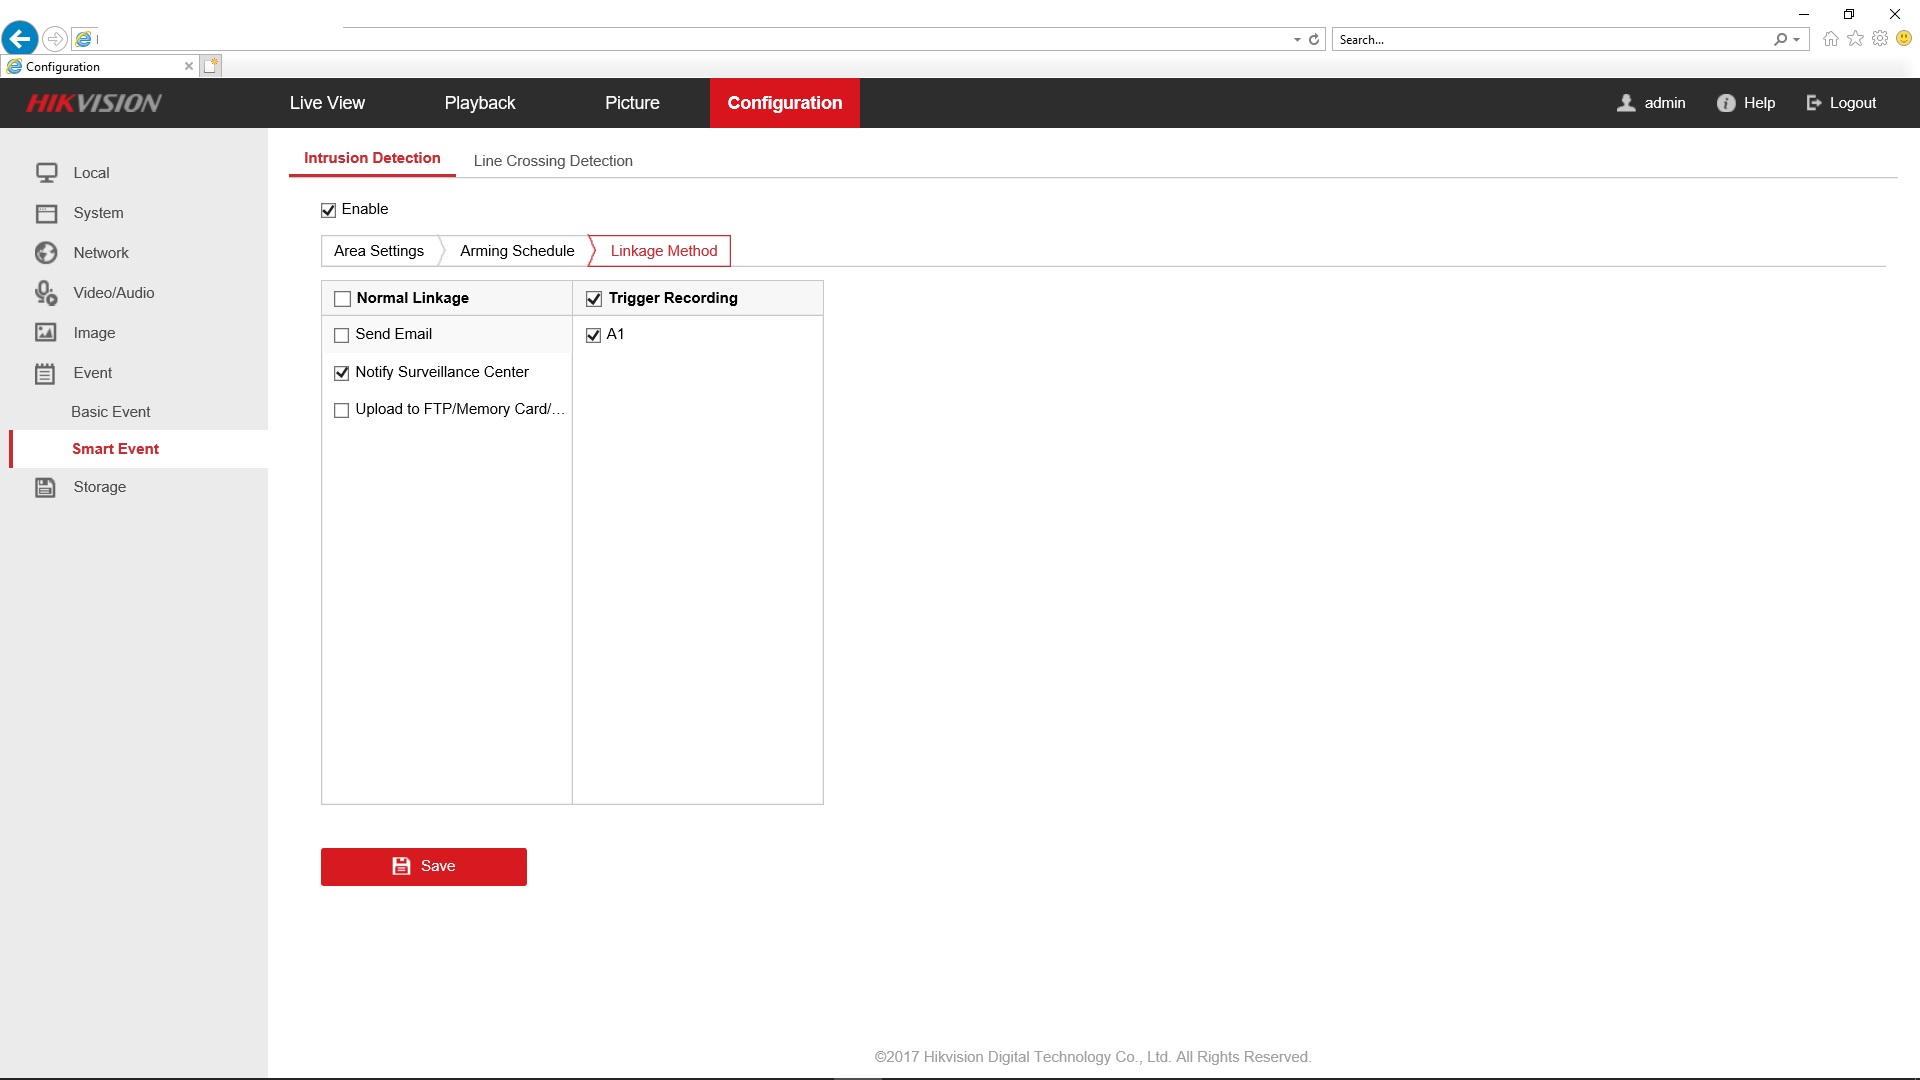 Search...
Configuration
HIKVISION
Live View
Playback
Picture
Configuration
admin
Help
Logout
Local
System
Network
Video/Audio
Image
Event
Basic Event
Smart Event
Storage
Intrusion Detection
Line Crossing Detection
Enable
Area Settings
Arming Schedule
Linkage Method
Normal Linkage
Trigger Recording
Send Email
A1
Notify Surveillance Center
Upload to FTP/Memory Card/...
Save
©2017 Hikvision Digital Technology Co., Ltd. All Rights Reserved.